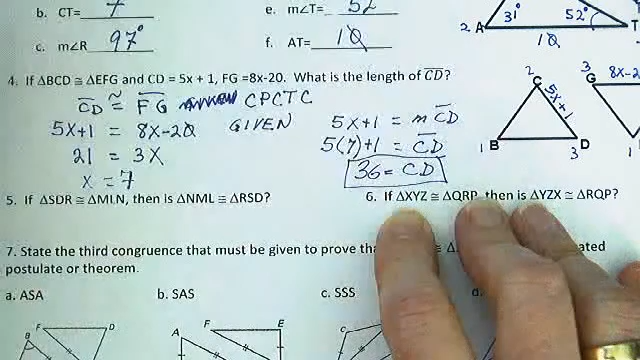 b. CT= 7
e. m∠T= 52°
c. m∠R 97°
f. AT= 10
2 A 31° 52° T
10
4. If ΔBCD ≅ ΔEFG and CD = 5x + 1, FG =8x-20. What is the length of CD?
CD ≅ FG CPCTC
5X+1 = 8X-20 GIVEN
21 = 3X
X = 7
5X+1 = m CD
5(7)+1 = CD
36 = CD
2 C 5X+1
1 B D 3
3 G 8X-2
1
5. If ΔSDR ≅ ΔMLN, then is ΔNML ≅ ΔRSD?
6. If ΔXYZ ≅ ΔQRP, then is ΔYZX ≅ ΔRQP?
7. State the third congruence that must be given to prove
postulate or theorem.
a. ASA
b. SAS
c. SSS
d.
B F D
A F E
C